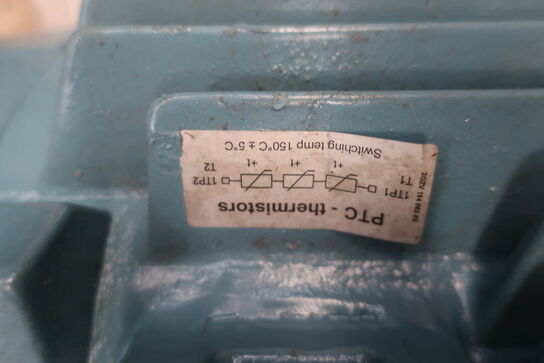 PTC - thermistors
1TP1 1TP2
T1 T2
+t +t +t
Switching temp 150°C ± 5°C